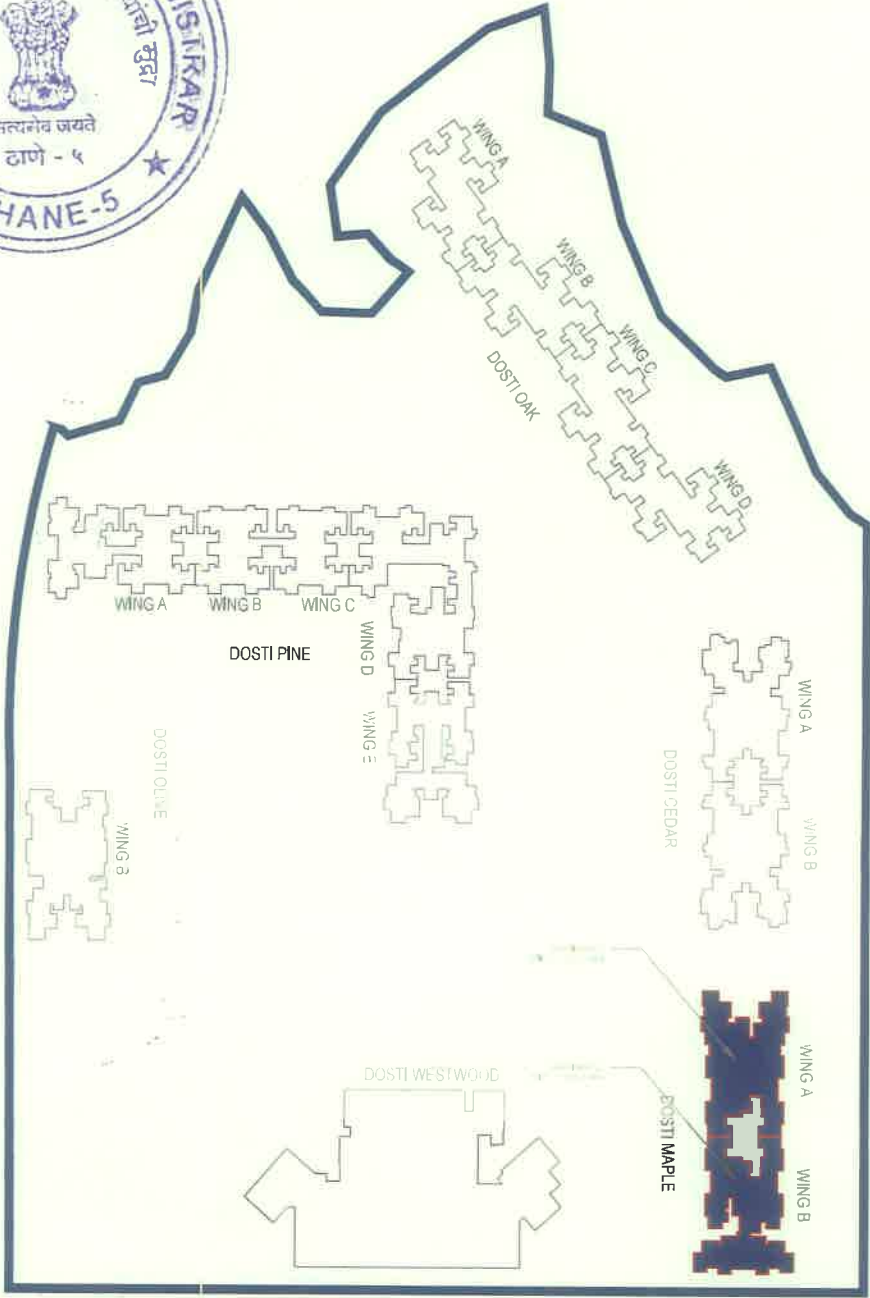 यांची मुद्रा
ISTRAR
सत्यमेव जयते
ठाणे - ५
HANE-5
WING A
WING B
WING C
DOSTI OAK
WING D
WING A
WING B
WING C
DOSTI PINE
WING D
WING E
DOSTI OLIVE
WING B
WING A
DOSTI CEDAR
WING B
DOSTI WESTWOOD
WING A
DOSTI MAPLE
WING B